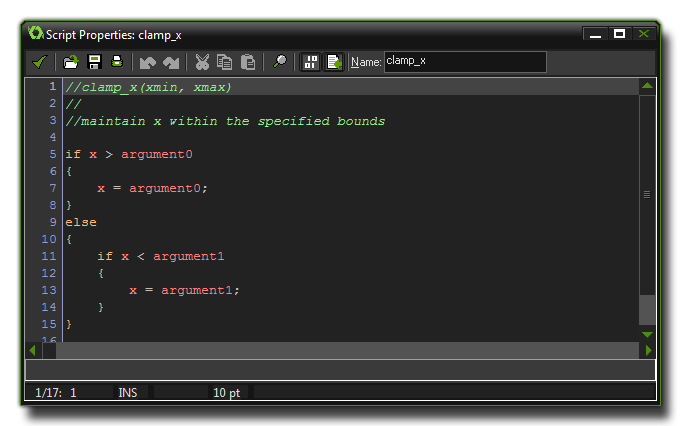 Script Properties: clamp_x
Name: clamp_x
1 //clamp_x(xmin, xmax)
2 //
3 //maintain x within the specified bounds
4
5 if x > argument0
6 {
7 x = argument0;
8 }
9 else
10 {
11 if x < argument1
12 {
13 x = argument1;
14 }
15 }
16
1/17: 1 INS 10 pt